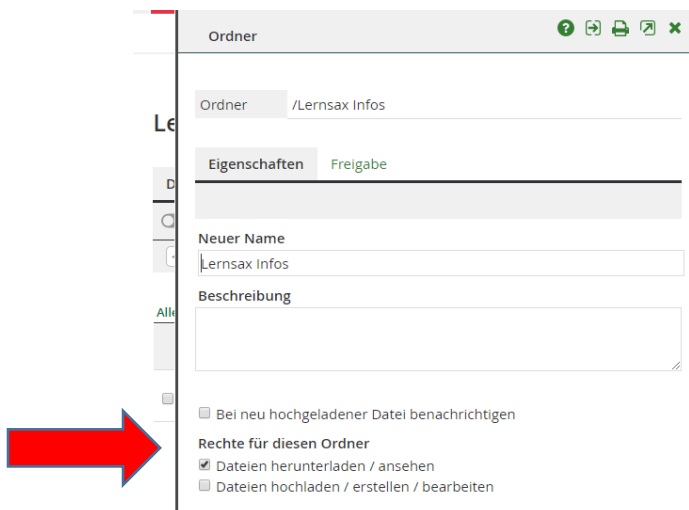 Ordner
Ordner /Lernsax Infos
Le
Eigenschaften Freigabe
D
Neuer Name
Lernsax Infos
Beschreibung
Alle
Bei neu hochgeladener Datei benachrichtigen
Rechte für diesen Ordner
Dateien herunterladen / ansehen
Dateien hochladen / erstellen / bearbeiten